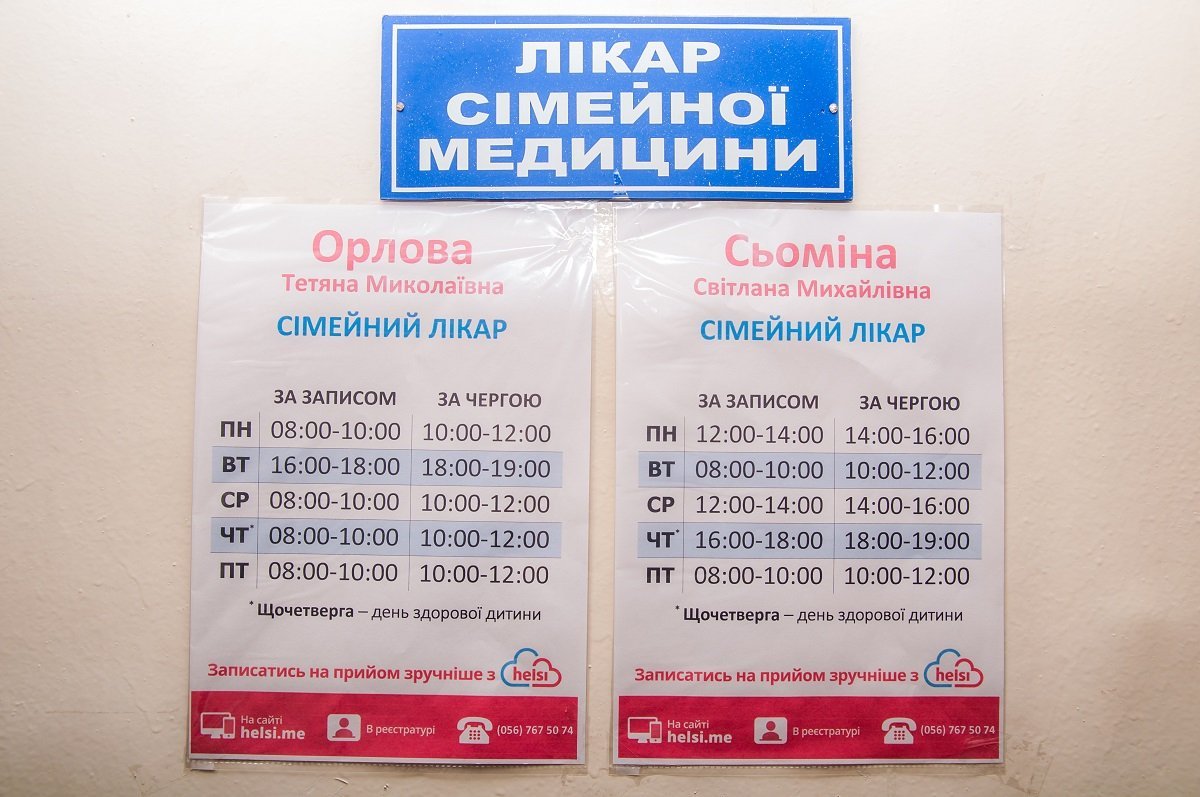 ЛІКАР
СІМЕЙНОЇ
МЕДИЦИНИ
Орлова
Тетяна Миколаївна
СІМЕЙНИЙ ЛІКАР
ЗА ЗАПИСОМ ЗА ЧЕРГОЮ
ПН 08:00-10:00 10:00-12:00
ВТ 16:00-18:00 18:00-19:00
СР 08:00-10:00 10:00-12:00
ЧТ* 08:00-10:00 10:00-12:00
ПТ 08:00-10:00 10:00-12:00
* Щочетверга – день здорової дитини
Записатись на прийом зручніше з helsi
На сайті
helsi.me
В реєстратурі
(056) 767 50 74
Сьоміна
Світлана Михайлівна
СІМЕЙНИЙ ЛІКАР
ЗА ЗАПИСОМ ЗА ЧЕРГОЮ
ПН 12:00-14:00 14:00-16:00
ВТ 08:00-10:00 10:00-12:00
СР 12:00-14:00 14:00-16:00
ЧТ* 16:00-18:00 18:00-19:00
ПТ 08:00-10:00 10:00-12:00
* Щочетверга – день здорової дитини
Записатись на прийом зручніше з helsi
На сайті
helsi.me
В реєстратурі
(056) 767 50 74